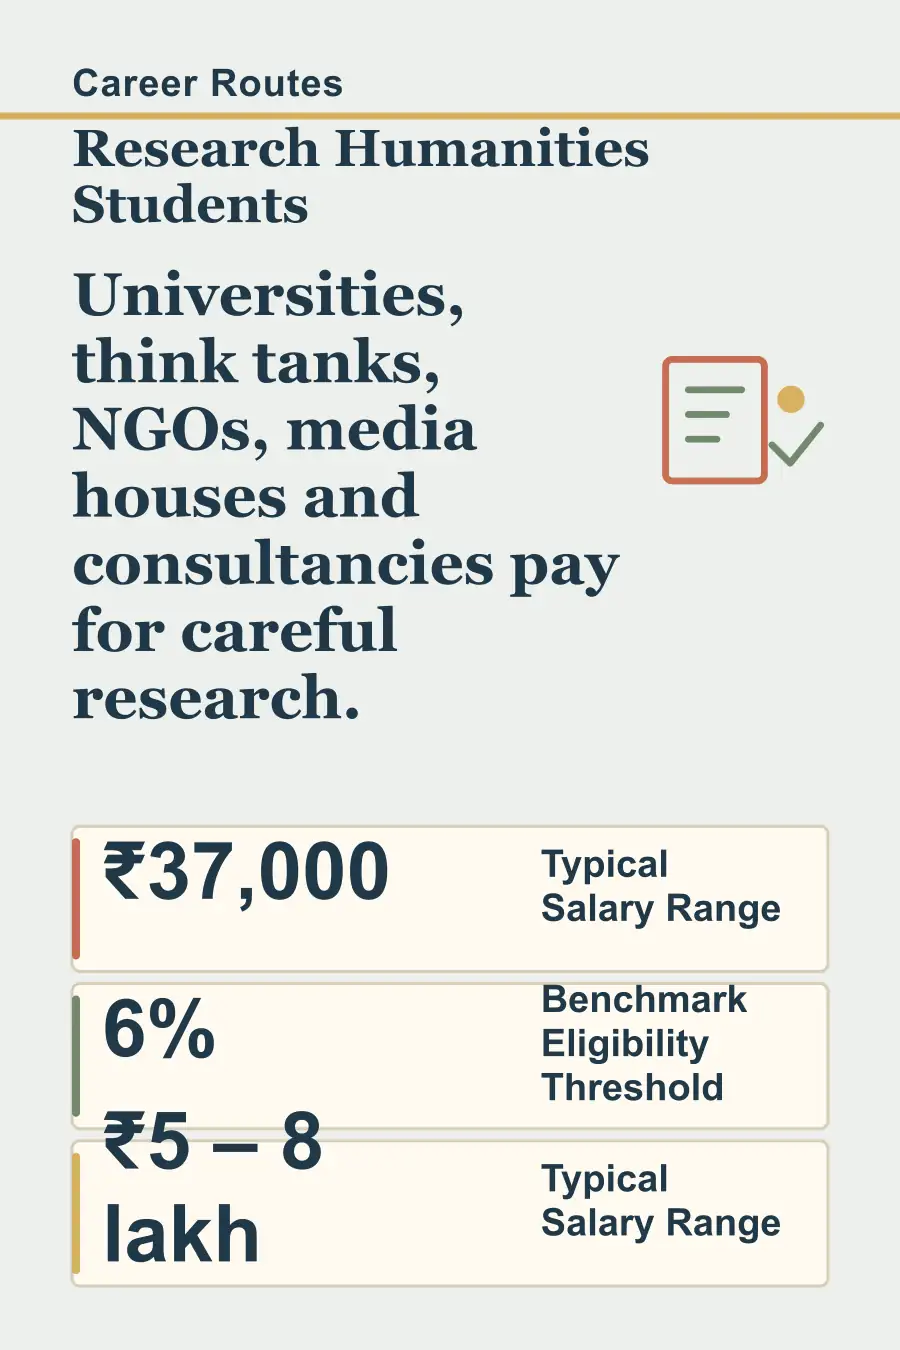 Career Routes
Research Humanities
Students
Universities,
think tanks,
NGOs, media
houses and
consultancies pay
for careful
research.
₹37,000
Typical
Salary Range
6%
Benchmark
Eligibility
Threshold
₹5 – 8
lakh
Typical
Salary Range